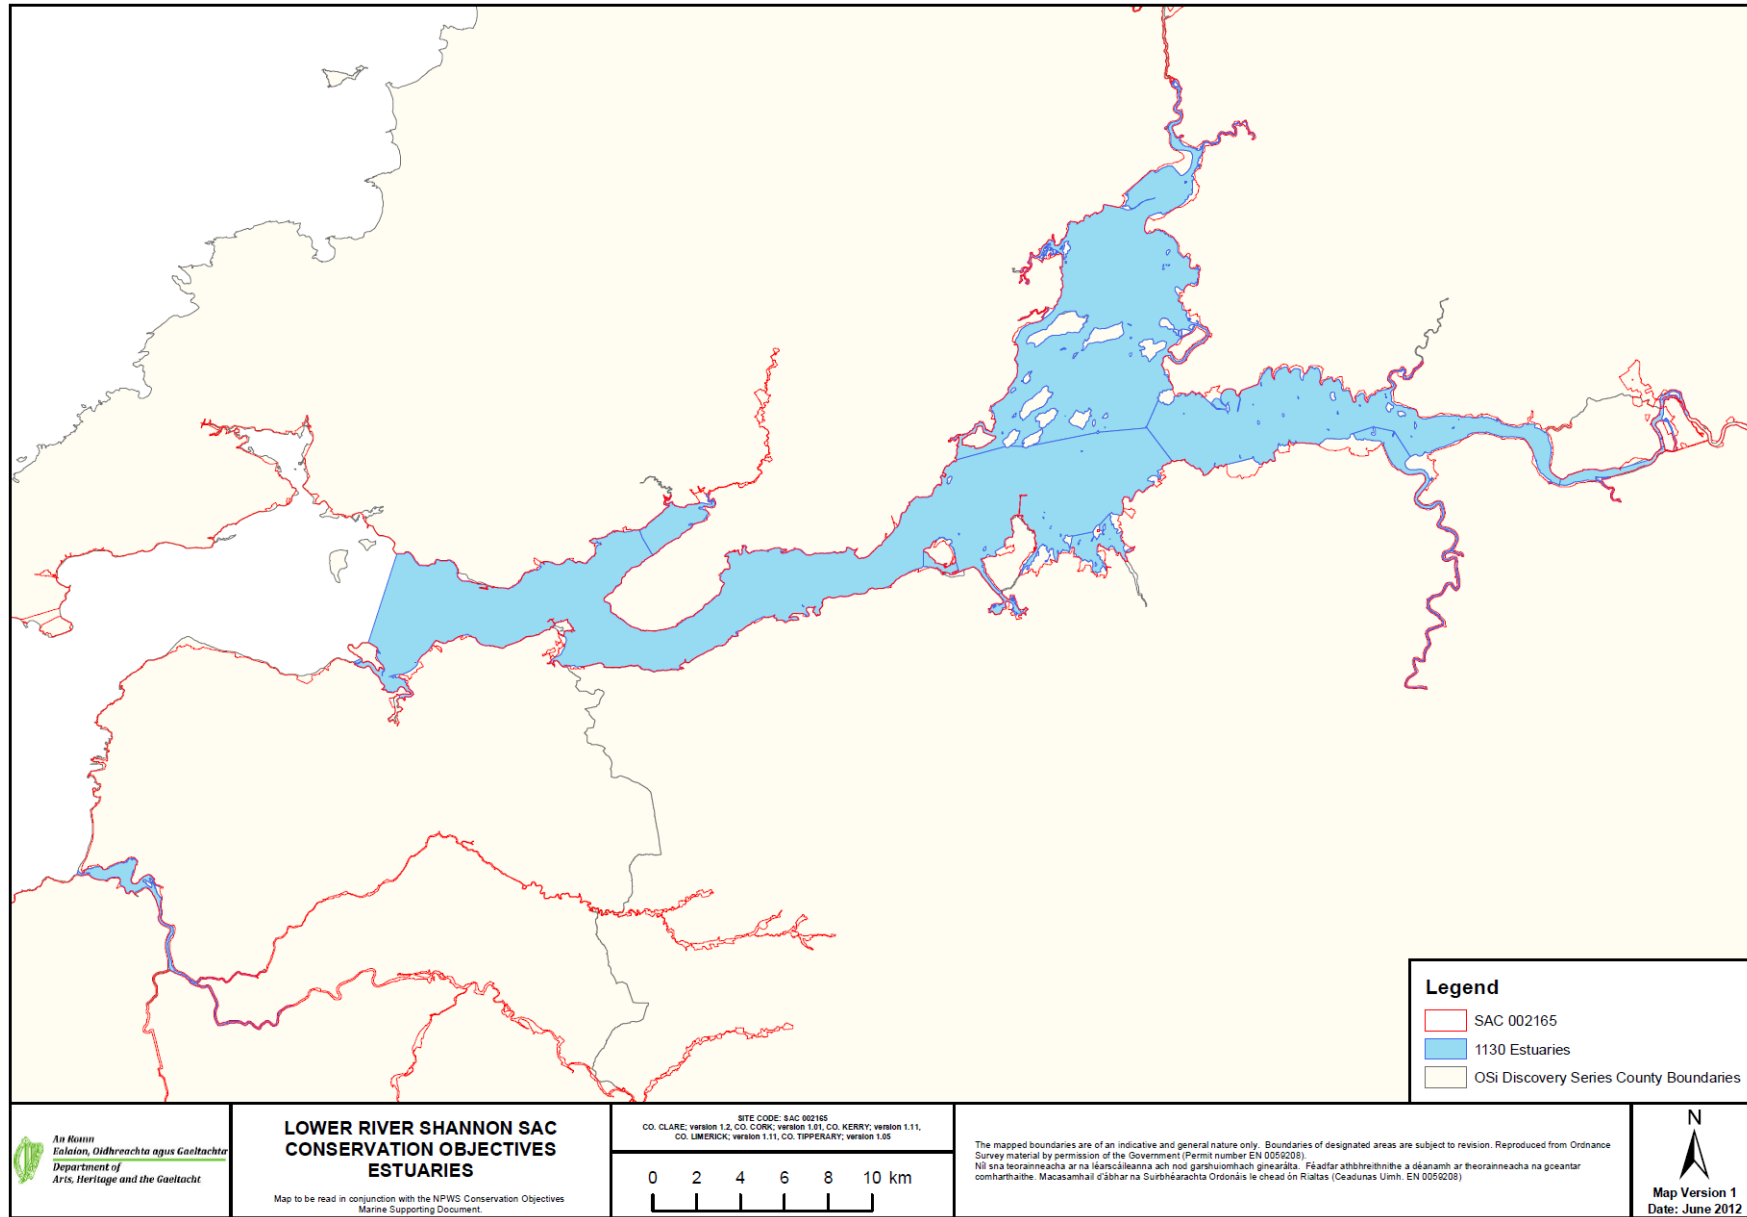 Legend
SAC 002165
1130 Estuaries
OSi Discovery Series County Boundaries
An Roinn
Ealaíon, Oidhreachta agus Gaeltachta
Department of
Arts, Heritage and the Gaeltacht
LOWER RIVER SHANNON SAC
CONSERVATION OBJECTIVES
ESTUARIES
Map to be read in conjunction with the NPWS Conservation Objectives
Marine Supporting Document.
SITE CODE: SAC 002165
CO. CLARE; version 1.2, CO. CORK; version 1.01, CO. KERRY; version 1.11,
CO. LIMERICK; version 1.11, CO. TIPPERARY; version 1.05
0 2 4 6 8 10 km
The mapped boundaries are of an indicative and general nature only. Boundaries of designated areas are subject to revision. Reproduced from Ordnance
Survey material by permission of the Government (Permit number EN 0059208).
Níl sna teorainneacha ar na léarscáileanna ach nod garshuiomhach ginearálta. Féadfar athbhreithnithe a déanamh ar theorainneacha na gceantar
comharthaithe. Macasamhail d'ábhar na Suirbhéarachta Ordonáis le chead ón Rialtas (Ceadunas Uimh. EN 0059208)
N
Map Version 1
Date: June 2012